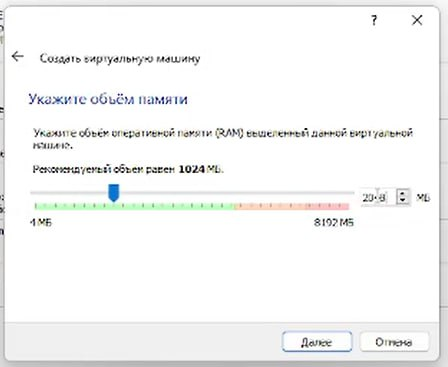 ?
Создать виртуальную машину
Укажите объём памяти
Укажите объём оперативной памяти (RAM) выделенный данной виртуальной
машине.
Рекомендуемый объем равен 1024 МБ.
МБ
4 МБ
8192 МБ
Далее
Отмена